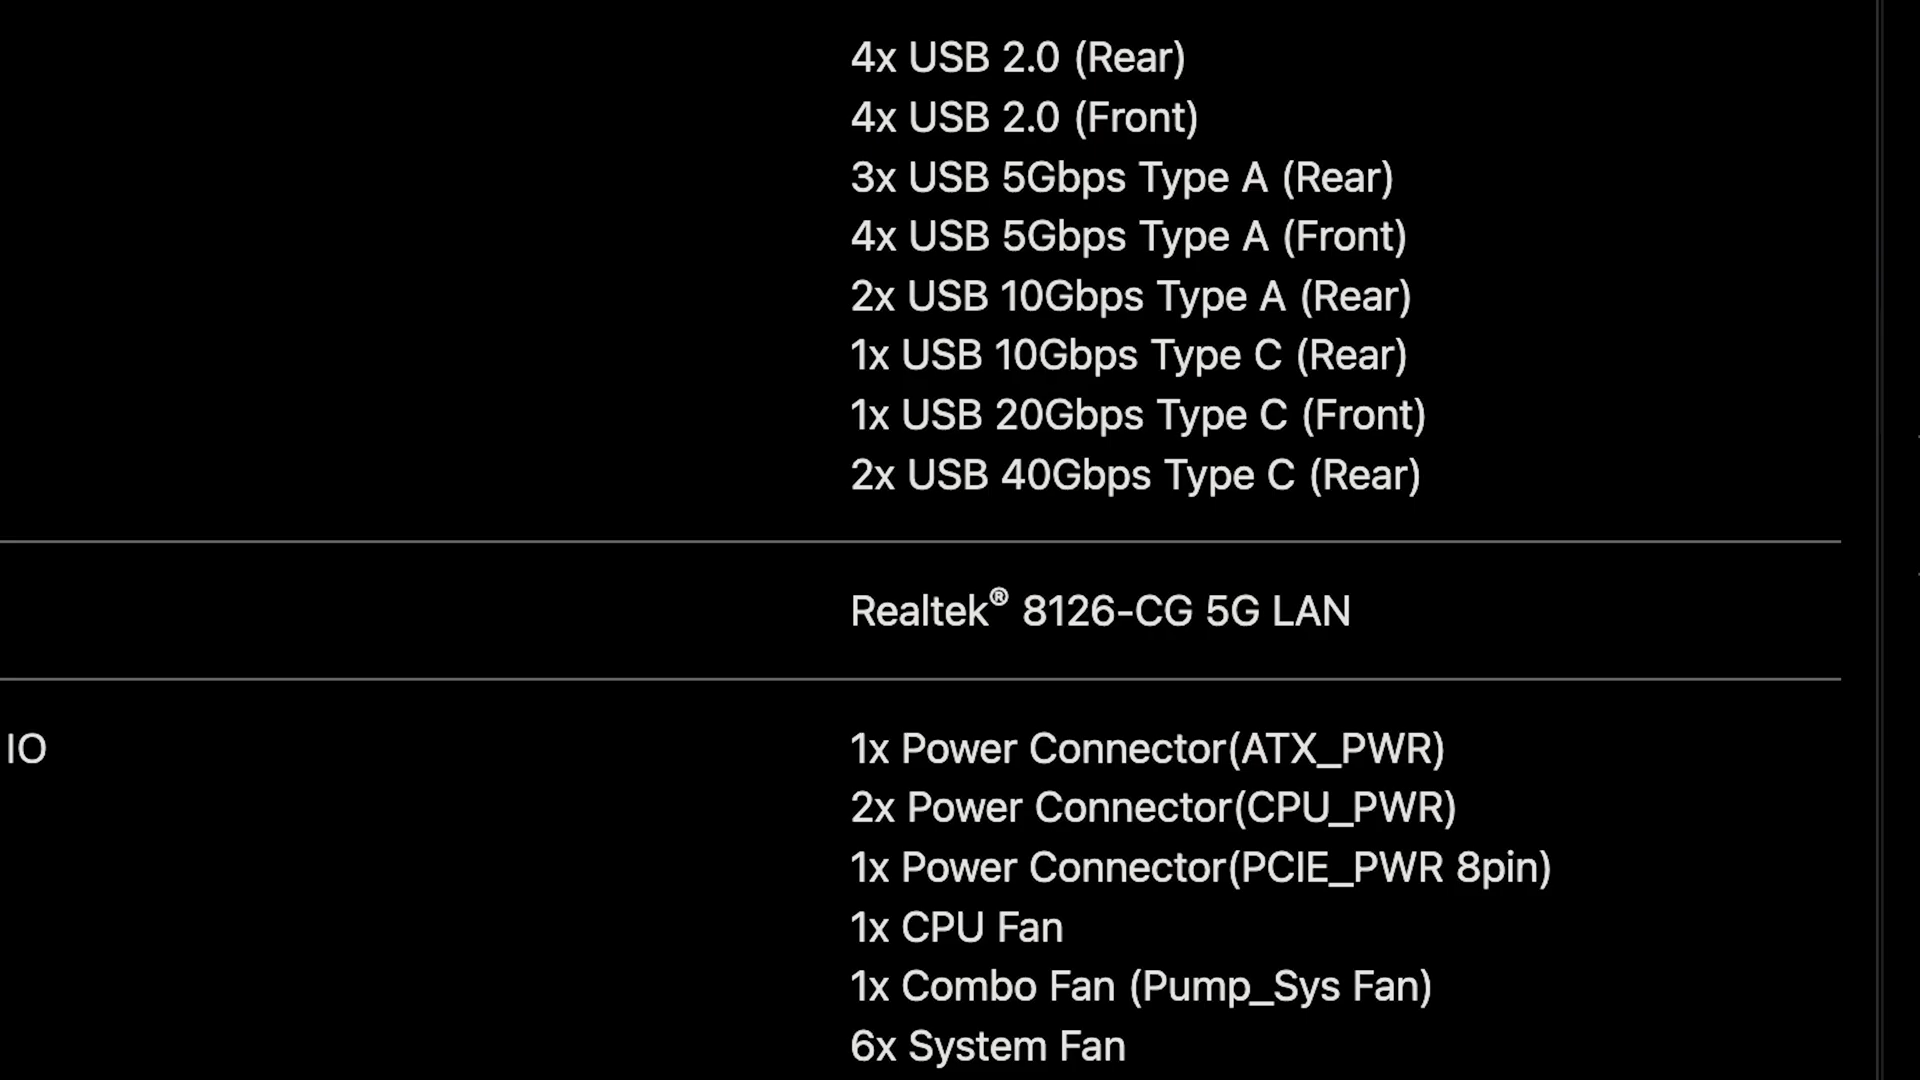 4x USB 2.0 (Rear)
4x USB 2.0 (Front)
3x USB 5Gbps Type A (Rear)
4x USB 5Gbps Type A (Front)
2x USB 10Gbps Type A (Rear)
1x USB 10Gbps Type C (Rear)
1x USB 20Gbps Type C (Front)
2x USB 40Gbps Type C (Rear)
Realtek® 8126-CG 5G LAN
IO
1x Power Connector(ATX_PWR)
2x Power Connector(CPU_PWR)
1x Power Connector(PCIE_PWR 8pin)
1x CPU Fan
1x Combo Fan (Pump_Sys Fan)
6x System Fan